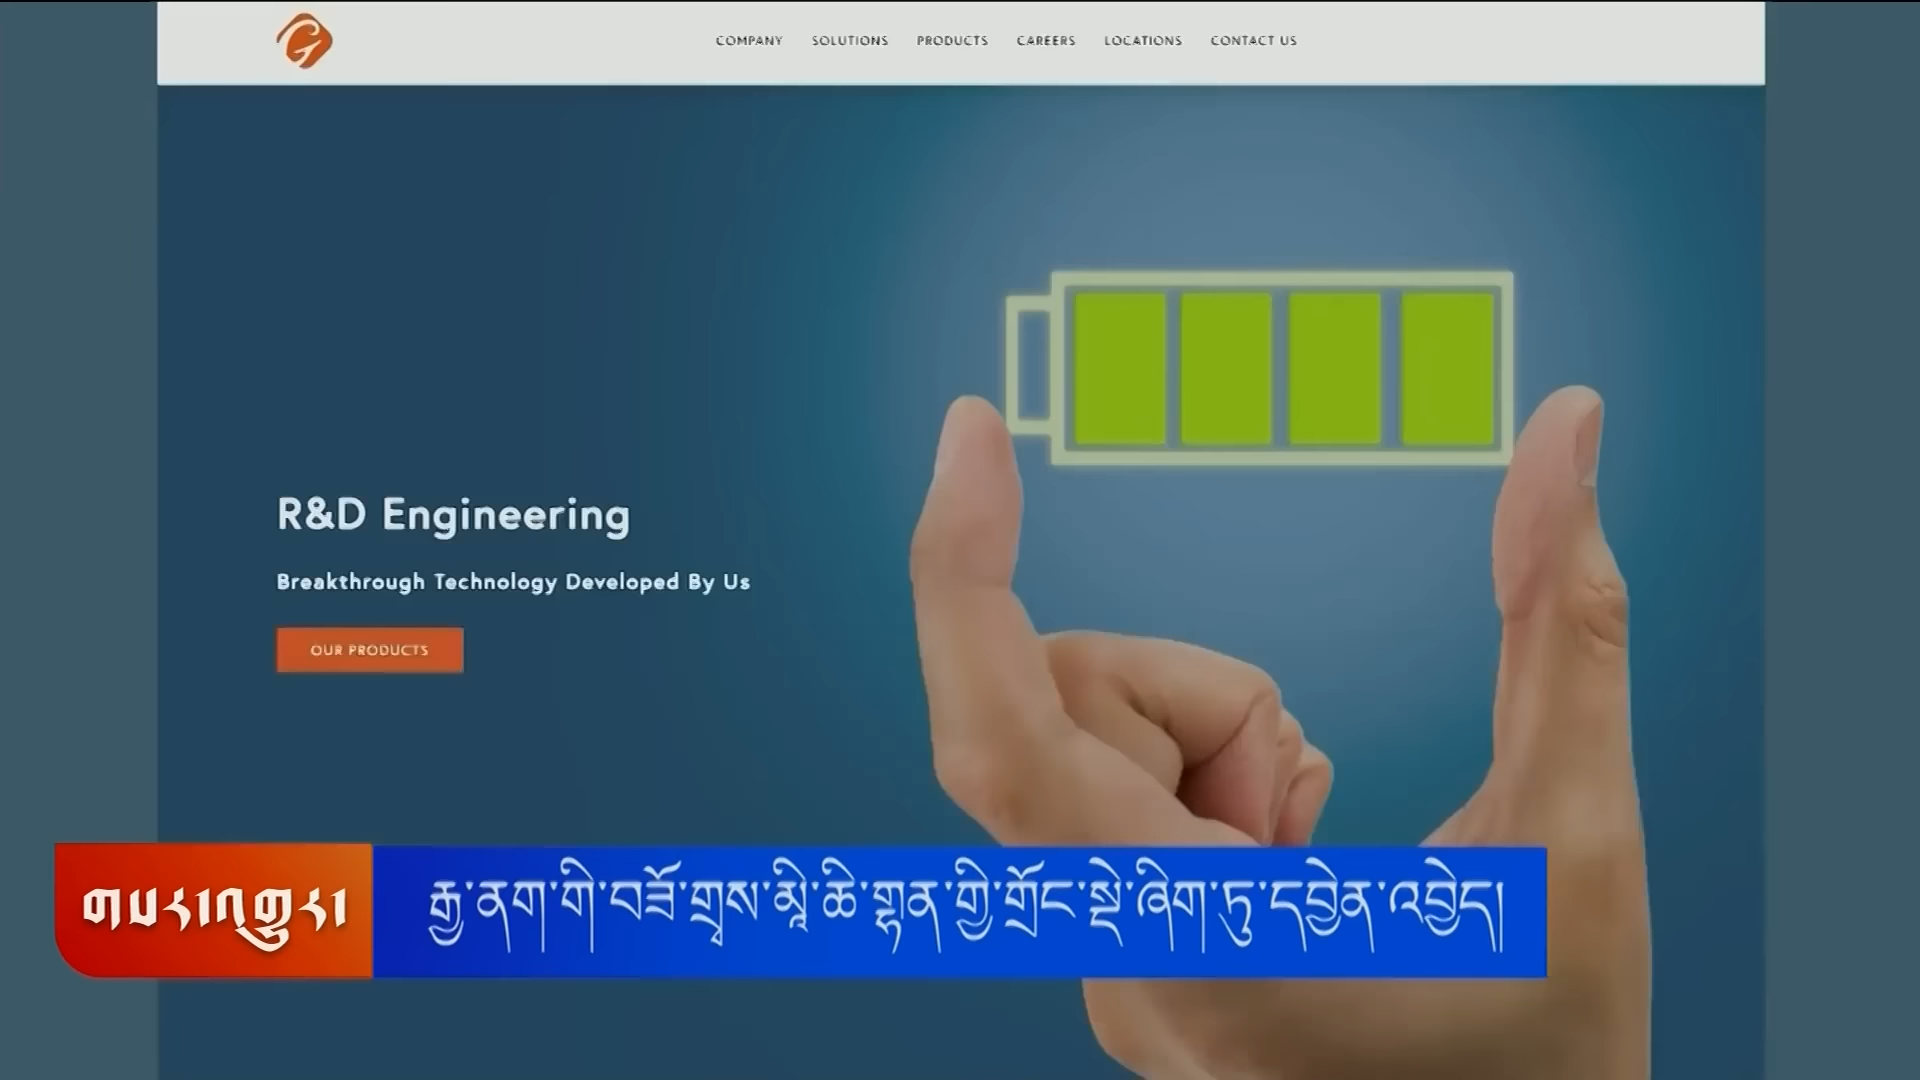 COMPANY SOLUTIONS PRODUCTS CAREERS LOCATIONS CONTACT US
R&D Engineering
Breakthrough Technology Developed By Us
OUR PRODUCTS
གསར་འགྱུར།
རྒྱ་ནག་གི་བཟོ་གྲྭས་མཱི་ཆི་གྷན་གྱི་གྲོང་སྡེ་ཞིག་ཏུ་དབྱེན་འབྱེད།